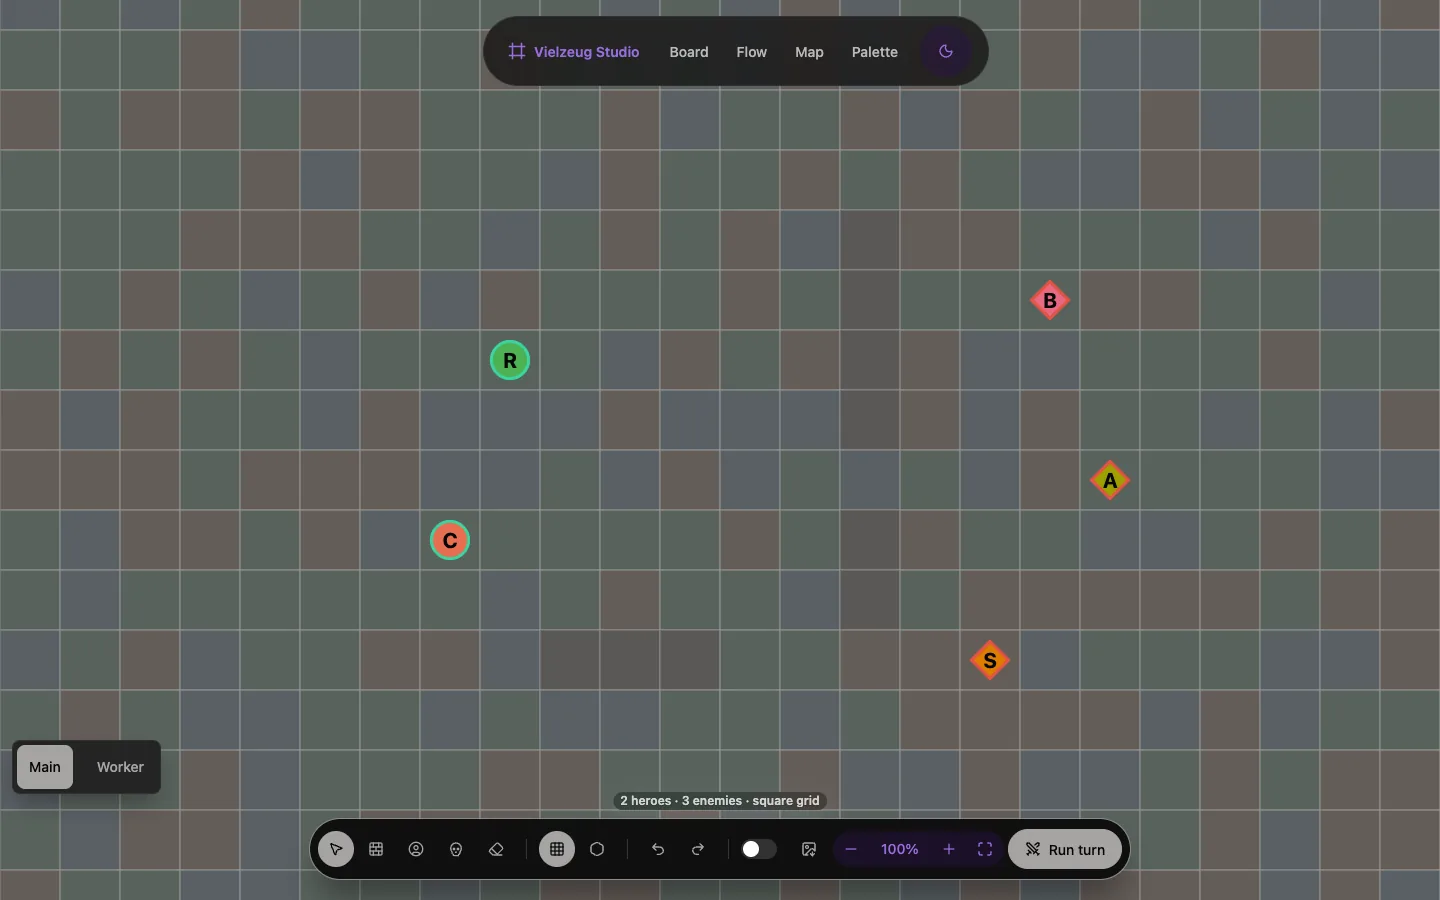 Vielzeug Studio Board Flow Map Palette
B
R
A
C
S
Main Worker
2 heroes · 3 enemies · square grid
100% Run turn